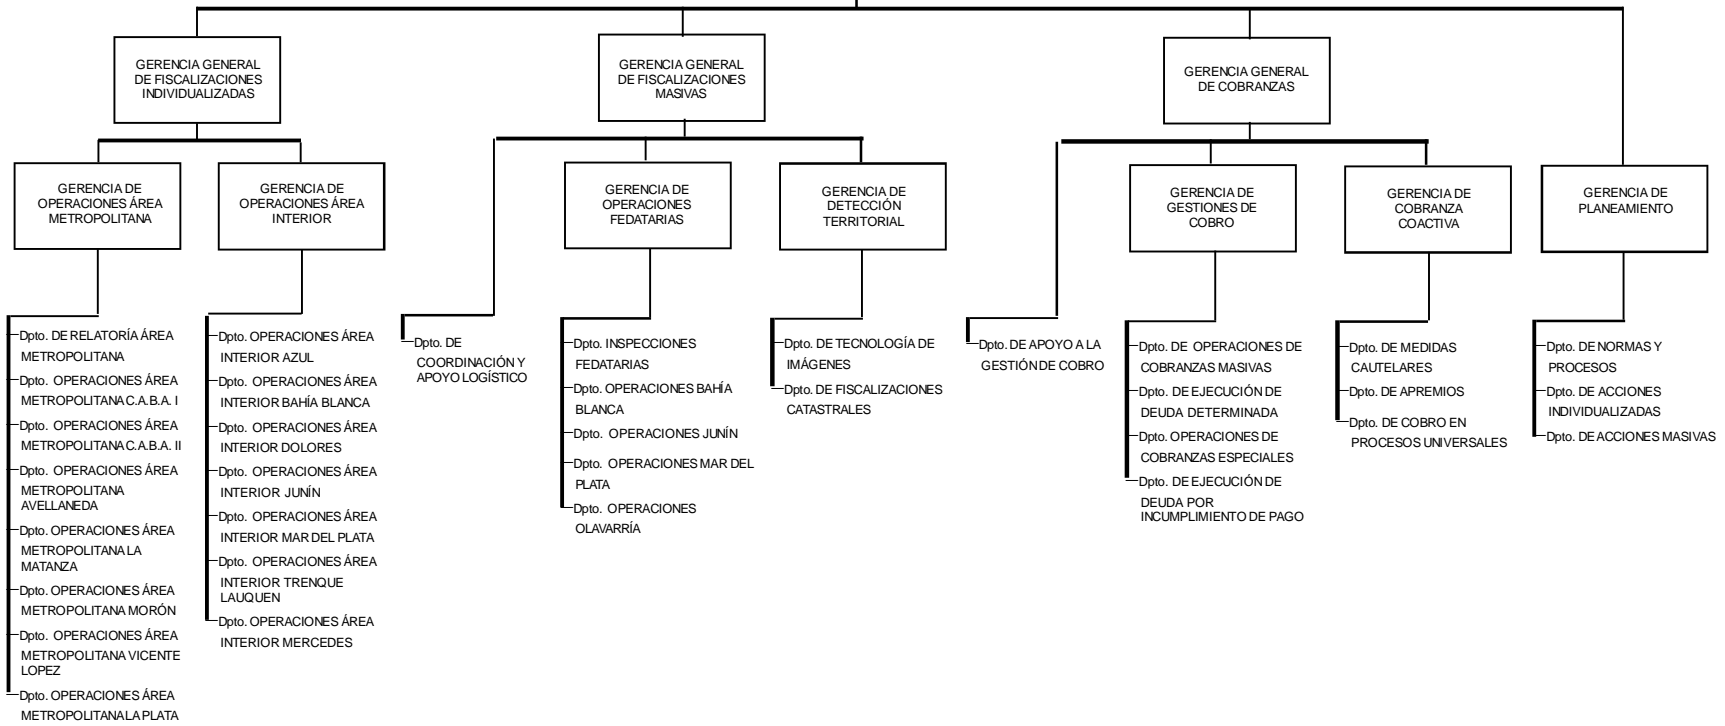 GERENCIA GENERAL
DE FISCALIZACIONES
INDIVIDUALIZADAS
GERENCIA GENERAL
DE FISCALIZACIONES
MASIVAS
GERENCIA GENERAL
DE COBRANZAS
GERENCIA DE
OPERACIONES ÁREA
METROPOLITANA
GERENCIA DE
OPERACIONES ÁREA
INTERIOR
GERENCIA DE
OPERACIONES
FEDATARIAS
GERENCIA DE
DETECCIÓN
TERRITORIAL
GERENCIA DE
GESTIONES DE
COBRO
GERENCIA DE
COBRANZA
COACTIVA
GERENCIA DE
PLANEAMIENTO
Dpto. DE RELATORÍA ÁREA
METROPOLITANA
Dpto. OPERACIONES ÁREA
METROPOLITANA C.A.B.A. I
Dpto. OPERACIONES ÁREA
METROPOLITANA C.A.B.A. II
Dpto. OPERACIONES ÁREA
METROPOLITANA
AVELLANEDA
Dpto. OPERACIONES ÁREA
METROPOLITANA LA
MATANZA
Dpto. OPERACIONES ÁREA
METROPOLITANA MORÓN
Dpto. OPERACIONES ÁREA
METROPOLITANA VICENTE
LOPEZ
Dpto. OPERACIONES ÁREA
METROPOLITANA LA PLATA
Dpto. OPERACIONES ÁREA
INTERIOR AZUL
Dpto. OPERACIONES ÁREA
INTERIOR BAHÍA BLANCA
Dpto. OPERACIONES ÁREA
INTERIOR DOLORES
Dpto. OPERACIONES ÁREA
INTERIOR JUNÍN
Dpto. OPERACIONES ÁREA
INTERIOR MAR DEL PLATA
Dpto. OPERACIONES ÁREA
INTERIOR TRENQUE
LAUQUEN
Dpto. OPERACIONES ÁREA
INTERIOR MERCEDES
Dpto. DE
COORDINACIÓN Y
APOYO LOGÍSTICO
Dpto. INSPECCIONES
FEDATARIAS
Dpto. OPERACIONES BAHÍA
BLANCA
Dpto. OPERACIONES JUNÍN
Dpto. OPERACIONES MAR DEL
PLATA
Dpto. OPERACIONES
OLAVARRÍA
Dpto. DE TECNOLOGÍA DE
IMÁGENES
Dpto. DE FISCALIZACIONES
CATASTRALES
Dpto. DE APOYO A LA
GESTIÓN DE COBRO
Dpto. DE OPERACIONES DE
COBRANZAS MASIVAS
Dpto. DE EJECUCIÓN DE
DEUDA DETERMINADA
Dpto. OPERACIONES DE
COBRANZAS ESPECIALES
Dpto. DE EJECUCIÓN DE
DEUDA POR
INCUMPLIMIENTO DE PAGO
Dpto. DE MEDIDAS
CAUTELARES
Dpto. DE APREMIOS
Dpto. DE COBRO EN
PROCESOS UNIVERSALES
Dpto. DE NORMAS Y
PROCESOS
Dpto. DE ACCIONES
INDIVIDUALIZADAS
Dpto. DE ACCIONES MASIVAS